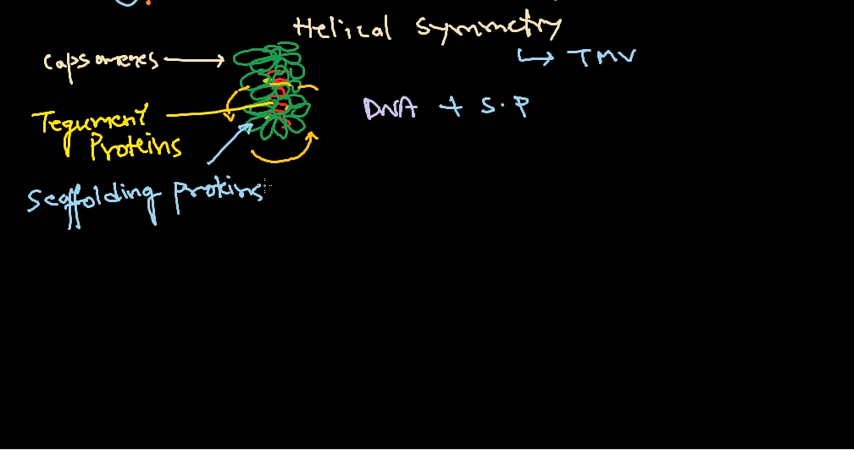 Helical symmetry
capsomeres → ↳ TMV
Tegument DNA + S.P
Proteins
Scaffolding proteins